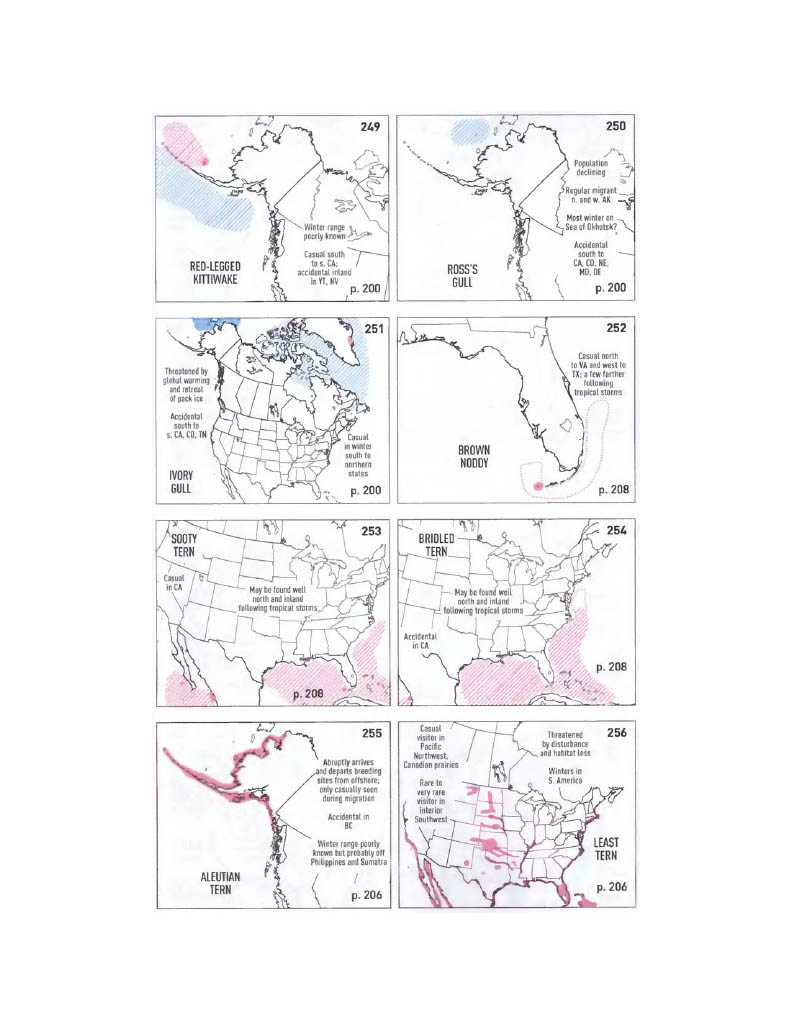 249
Winter range
poorly known
Casual south
to s. CA;
accidental inland
in YT, NV
RED-LEGGED
KITTIWAKE
p. 200
250
Population
declining
Regular migrant
n. and w. AK
Most winter on
Sea of Okhotsk?
Accidental
south to
CA, CO, NE,
MD, DE
ROSS'S
GULL
p. 200
251
Threatened by
global warming
and retreat
of pack ice
Accidental
south to
s. CA, CO, TN
Casual
in winter
south to
northern
states
IVORY
GULL
p. 200
252
Casual north
to VA and west to
TX; a few farther
following
tropical storms
BROWN
NODDY
p. 208
253
SOOTY
TERN
Casual
in CA
May be found well
north and inland
following tropical storms
p. 208
254
BRIDLED
TERN
May be found well
north and inland
following tropical storms
Accidental
in CA
p. 208
255
Abruptly arrives
and departs breeding
sites from offshore;
only casually seen
during migration
Accidental in
BC
Winter range poorly
known but probably off
Philippines and Sumatra
ALEUTIAN
TERN
p. 206
256
Casual
visitor in
Pacific
Northwest,
Canadian prairies
Rare to
very rare
visitor in
interior
Southwest
Threatened
by disturbance
and habitat loss
Winters in
S. America
LEAST
TERN
p. 206